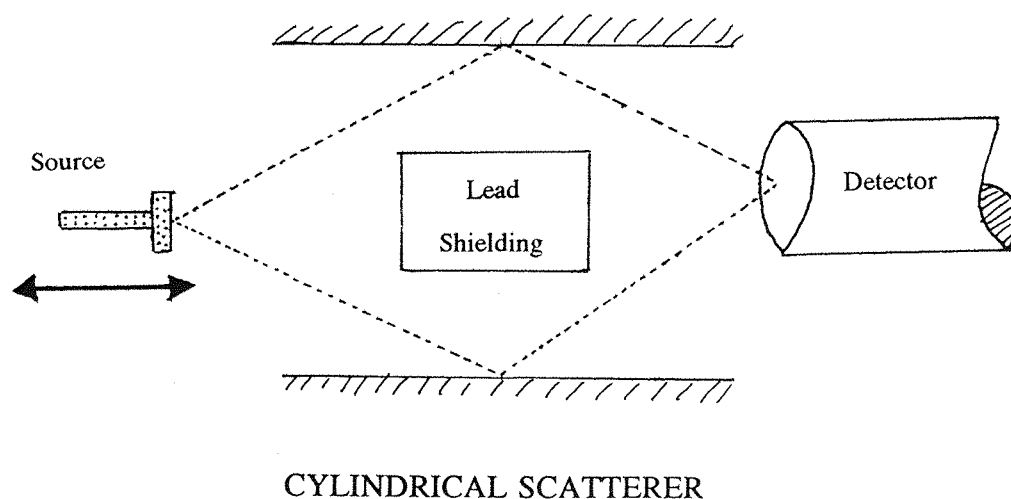 Source
Lead
Shielding
Detector
CYLINDRICAL SCATTERER